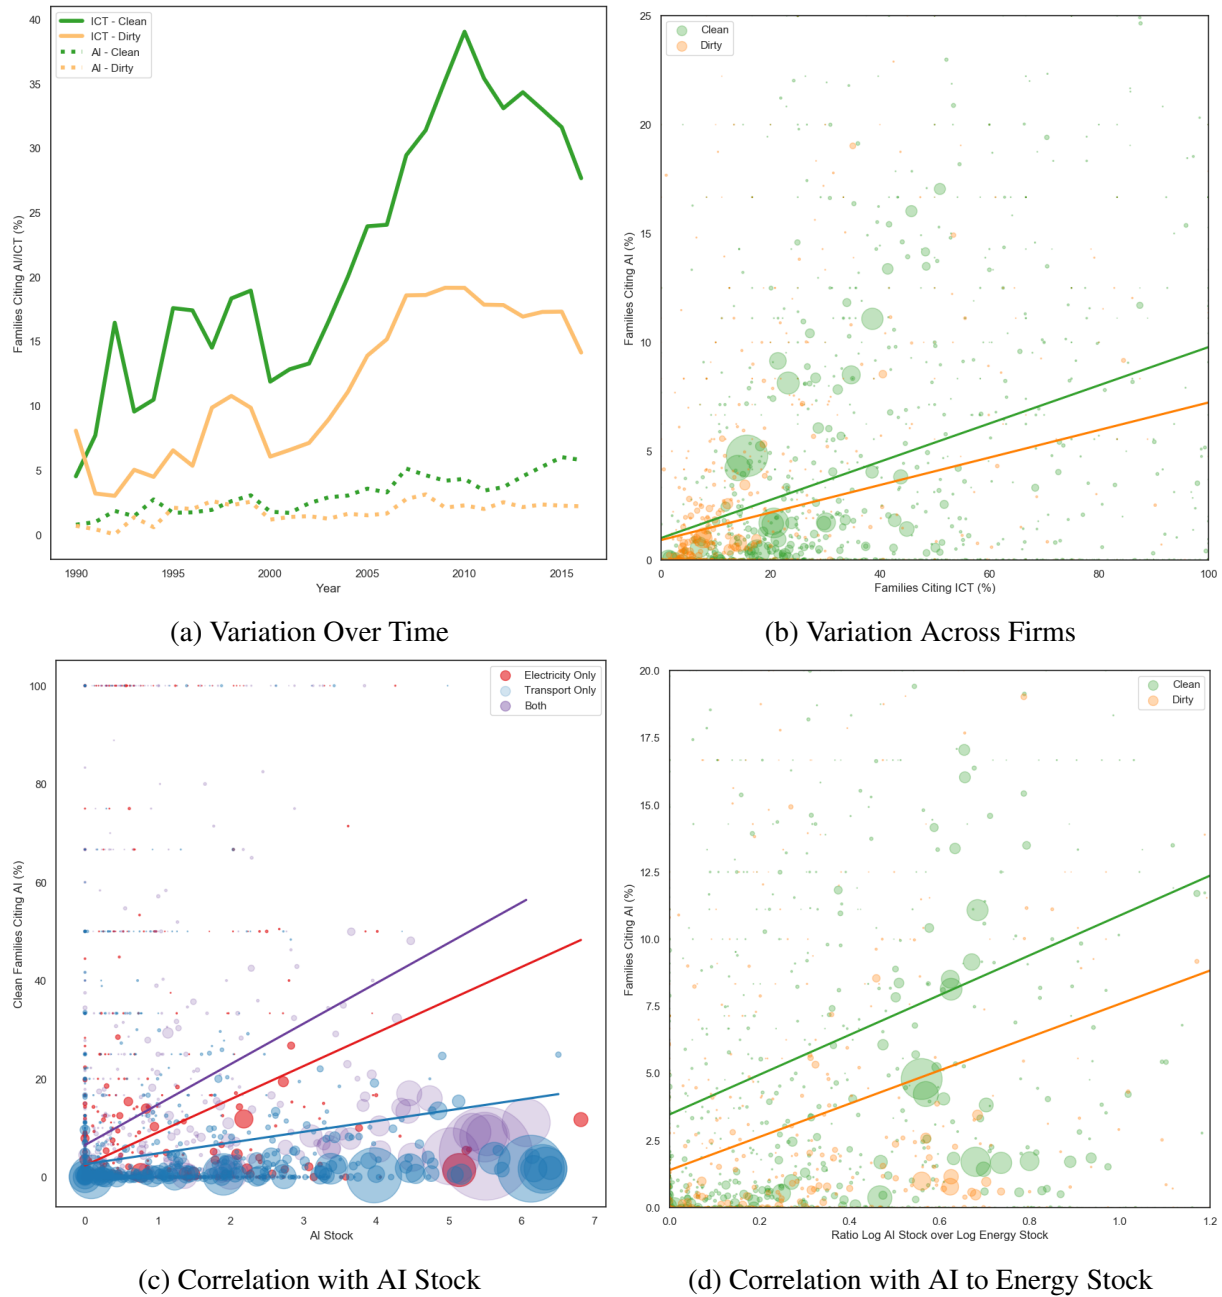 ICT - Clean
ICT - Dirty
AI - Clean
AI - Dirty
40
35
30
25
20
15
10
5
0
Families Citing AI/ICT (%)
1990
1995
2000
2005
2010
2015
Year
(a) Variation Over Time
Clean
Dirty
25
20
15
10
5
0
Families Citing AI (%)
0
20
40
60
80
100
Families Citing ICT (%)
(b) Variation Across Firms
Electricity Only
Transport Only
Both
100
80
60
40
20
0
Clean Families Citing AI (%)
0
1
2
3
4
5
6
7
AI Stock
(c) Correlation with AI Stock
Clean
Dirty
20.0
17.5
15.0
12.5
10.0
7.5
5.0
2.5
0.0
Families Citing AI (%)
0.0
0.2
0.4
0.6
0.8
1.0
1.2
Ratio Log AI Stock over Log Energy Stock
(d) Correlation with AI to Energy Stock